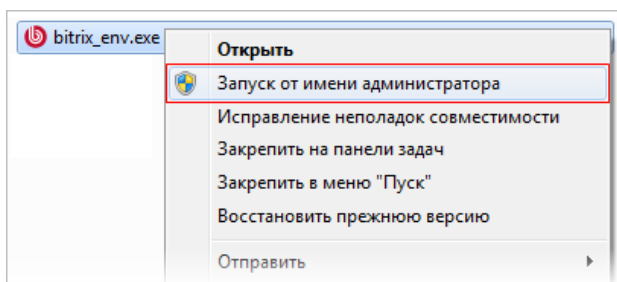 bitrix_env.exe
Открыть
Запуск от имени администратора
Исправление неполадок совместимости
Закрепить на панели задач
Закрепить в меню "Пуск"
Восстановить прежнюю версию
Отправить